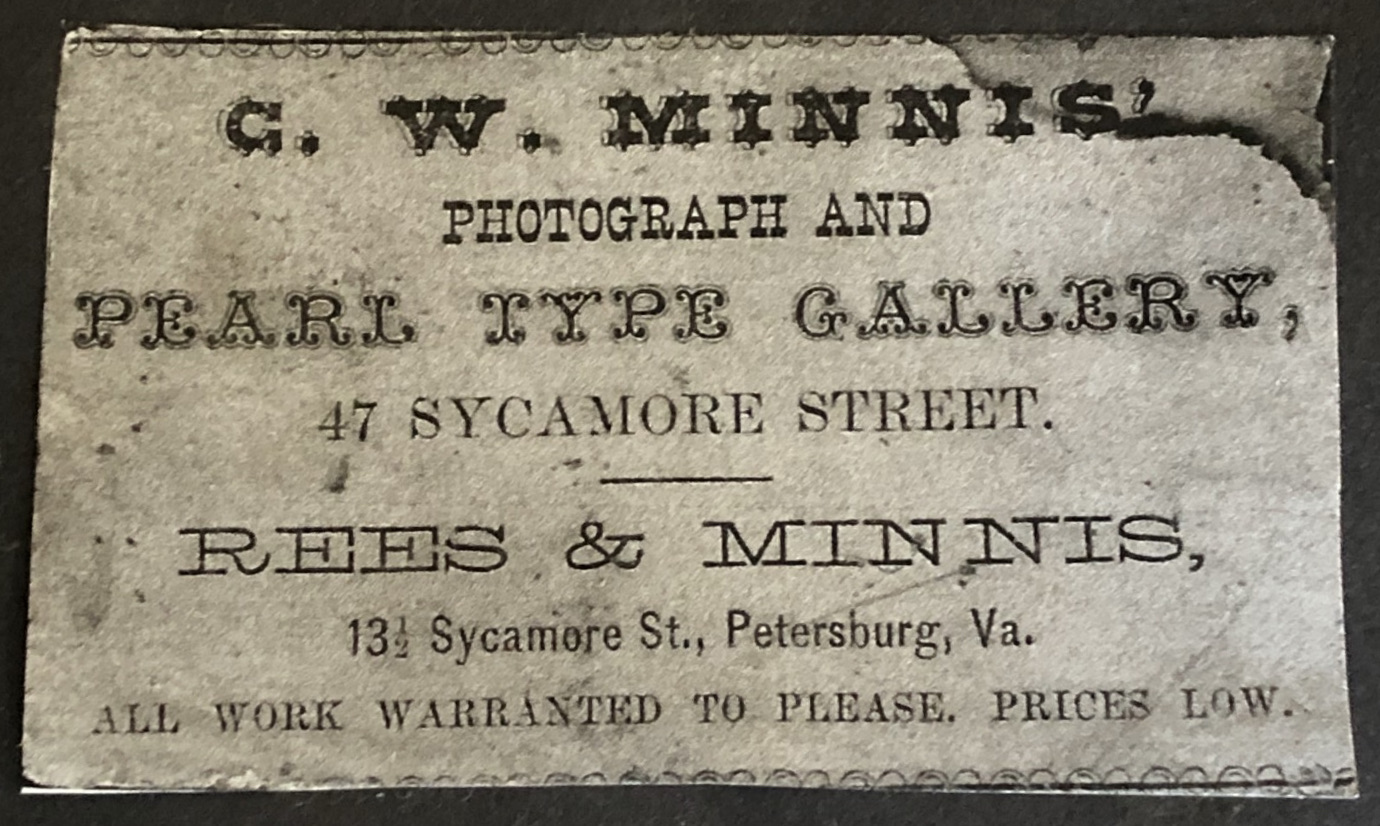 C. W. MINNIS'
PHOTOGRAPH AND
PEARL TYPE GALLERY,
47 SYCAMORE STREET.
REES & MINNIS,
13½ Sycamore St., Petersburg, Va.
ALL WORK WARRANTED TO PLEASE. PRICES LOW.